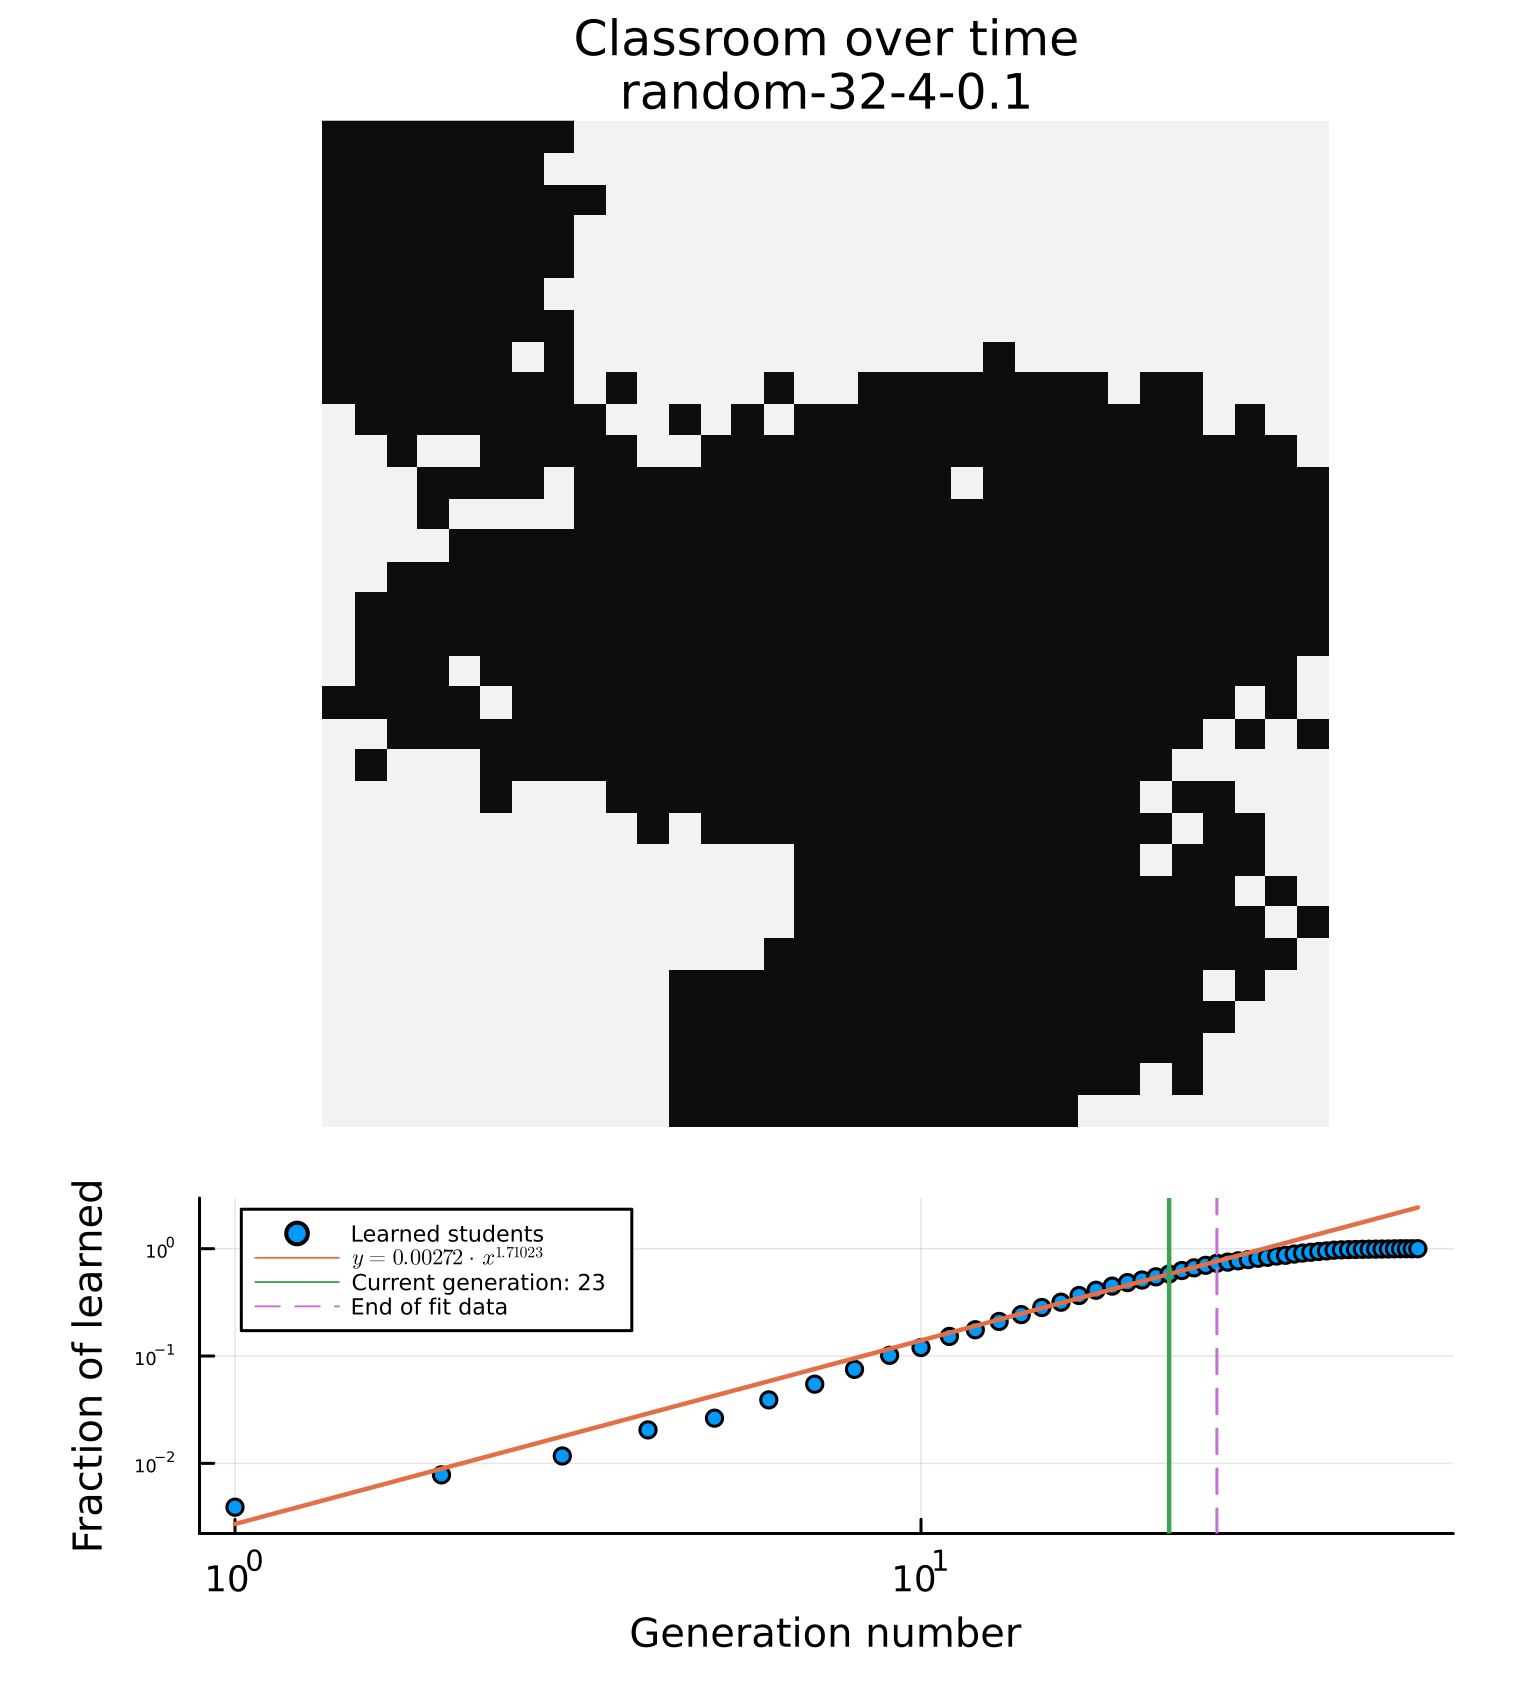 Classroom over time
random-32-4-0.1
Fraction of learned
10^0
10^{-1}
10^{-2}
Learned students
y = 0.00272 · x^{1.71023}
Current generation: 23
End of fit data
10^0
10^1
Generation number